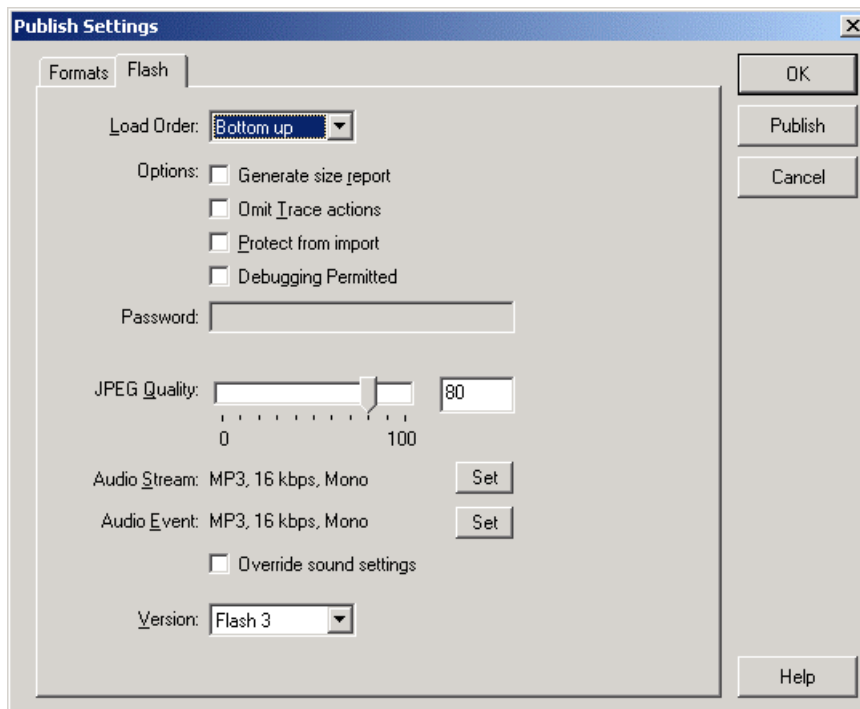 Publish Settings
Formats Flash
OK
Publish
Cancel
Load Order: Bottom up
Options: Generate size report
Omit Trace actions
Protect from import
Debugging Permitted
Password:
JPEG Quality: 80
0 100
Audio Stream: MP3, 16 kbps, Mono Set
Audio Event: MP3, 16 kbps, Mono Set
Override sound settings
Version: Flash 3
Help